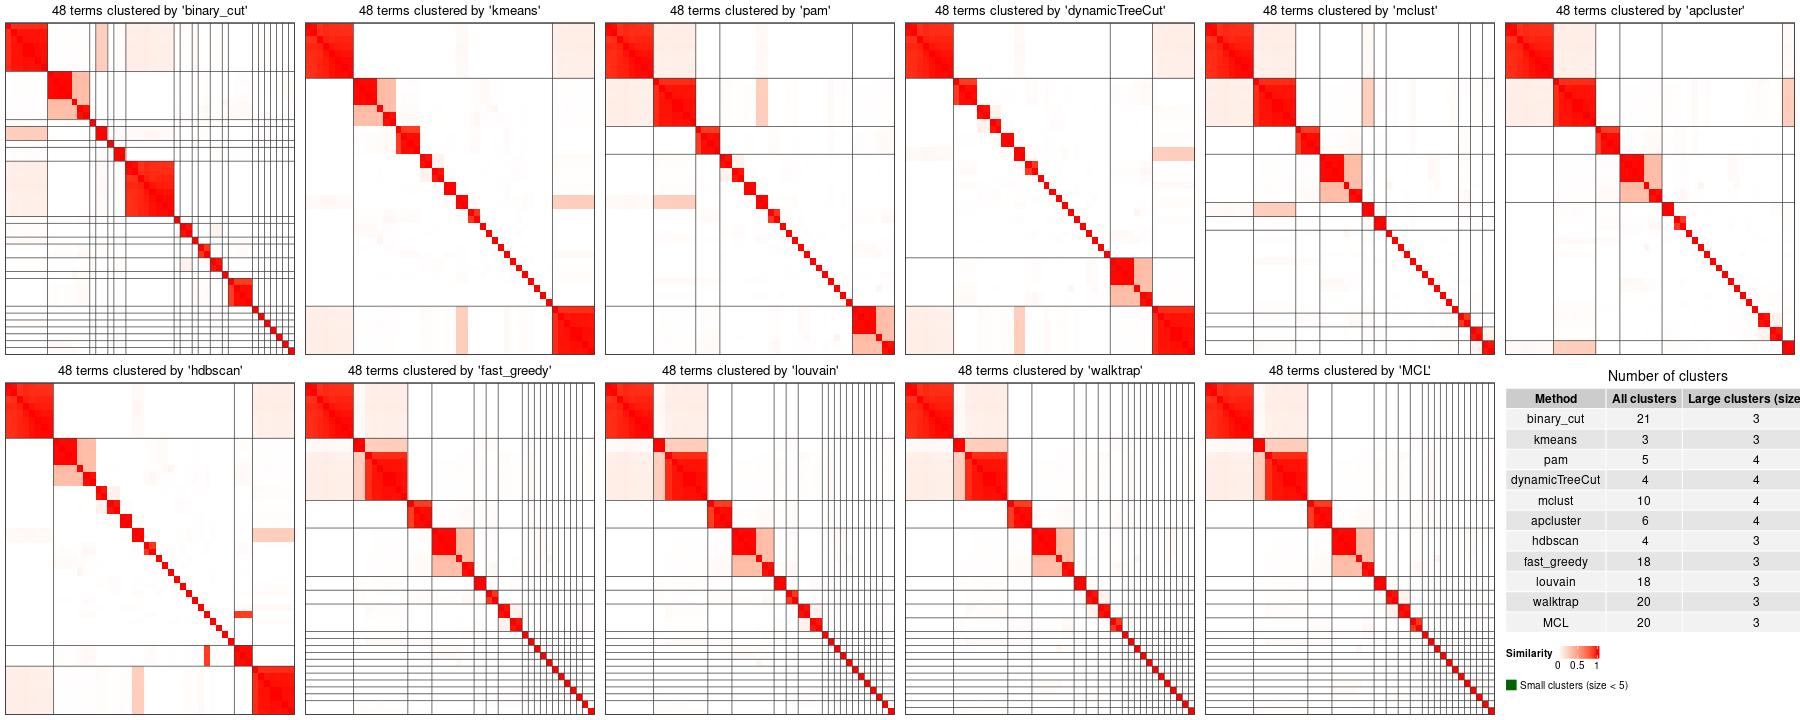 48 terms clustered by 'binary_cut'
48 terms clustered by 'kmeans'
48 terms clustered by 'pam'
48 terms clustered by 'dynamicTreeCut'
48 terms clustered by 'mclust'
48 terms clustered by 'apcluster'
48 terms clustered by 'hdbscan'
48 terms clustered by 'fast_greedy'
48 terms clustered by 'louvain'
48 terms clustered by 'walktrap'
48 terms clustered by 'MCL'
Number of clusters
Method All clusters Large clusters (size
binary_cut 21 3
kmeans 3 3
pam 5 4
dynamicTreeCut 4 4
mclust 10 4
apcluster 6 4
hdbscan 4 3
fast_greedy 18 3
louvain 18 3
walktrap 20 3
MCL 20 3
Similarity
0 0.5 1
Small clusters (size < 5)